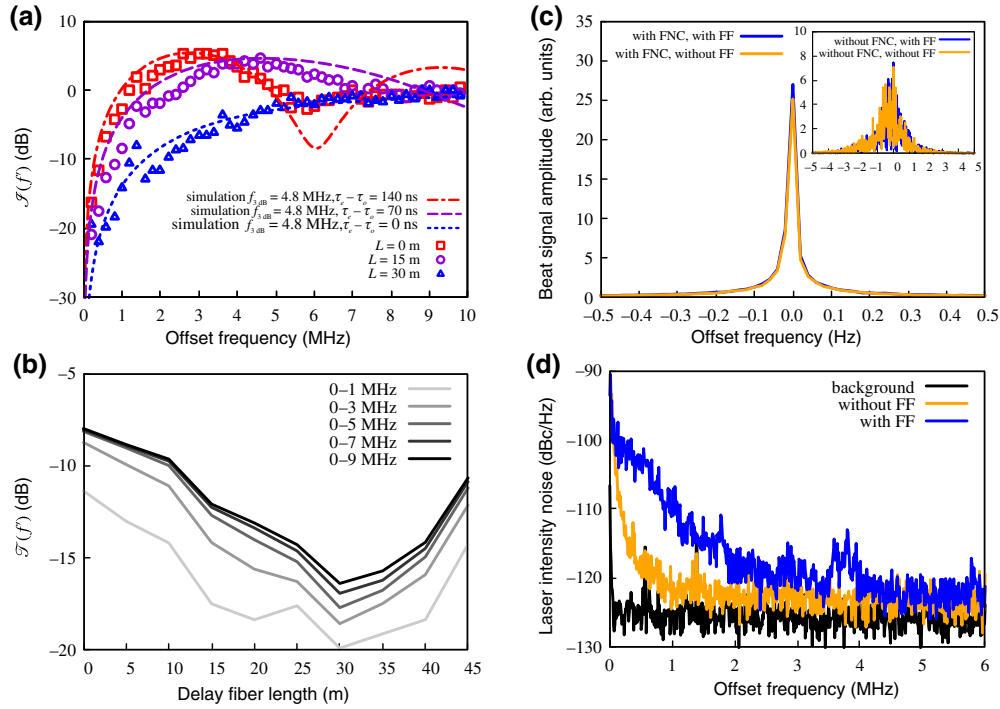 (a)
10
0
–10
–20
–30
0 1 2 3 4 5 6 7 8 9 10
ℐ(f) (dB)
Offset frequency (MHz)
simulation f3 dB = 4.8 MHz, τe – τo = 140 ns
simulation f3 dB = 4.8 MHz, τe – τo = 70 ns
simulation f3 dB = 4.8 MHz, τe – τo = 0 ns
L = 0 m
L = 15 m
L = 30 m
(c)
35
30
25
20
15
10
5
0
–0.5 –0.4 –0.3 –0.2 –0.1 0.0 0.1 0.2 0.3 0.4 0.5
Beat signal amplitude (arb. units)
Offset frequency (Hz)
with FNC, with FF
with FNC, without FF
10
8
6
4
2
0
–5 –4 –3 –2 –1 0 1 2 3 4 5
without FNC, with FF
without FNC, without FF
(b)
–5
–10
–15
–20
0 5 10 15 20 25 30 35 40 45
𝒯(f) (dB)
Delay fiber length (m)
0–1 MHz
0–3 MHz
0–5 MHz
0–7 MHz
0–9 MHz
(d)
–90
–100
–110
–120
–130
0 1 2 3 4 5 6
Laser intensity noise (dBc/Hz)
Offset frequency (MHz)
background
without FF
with FF